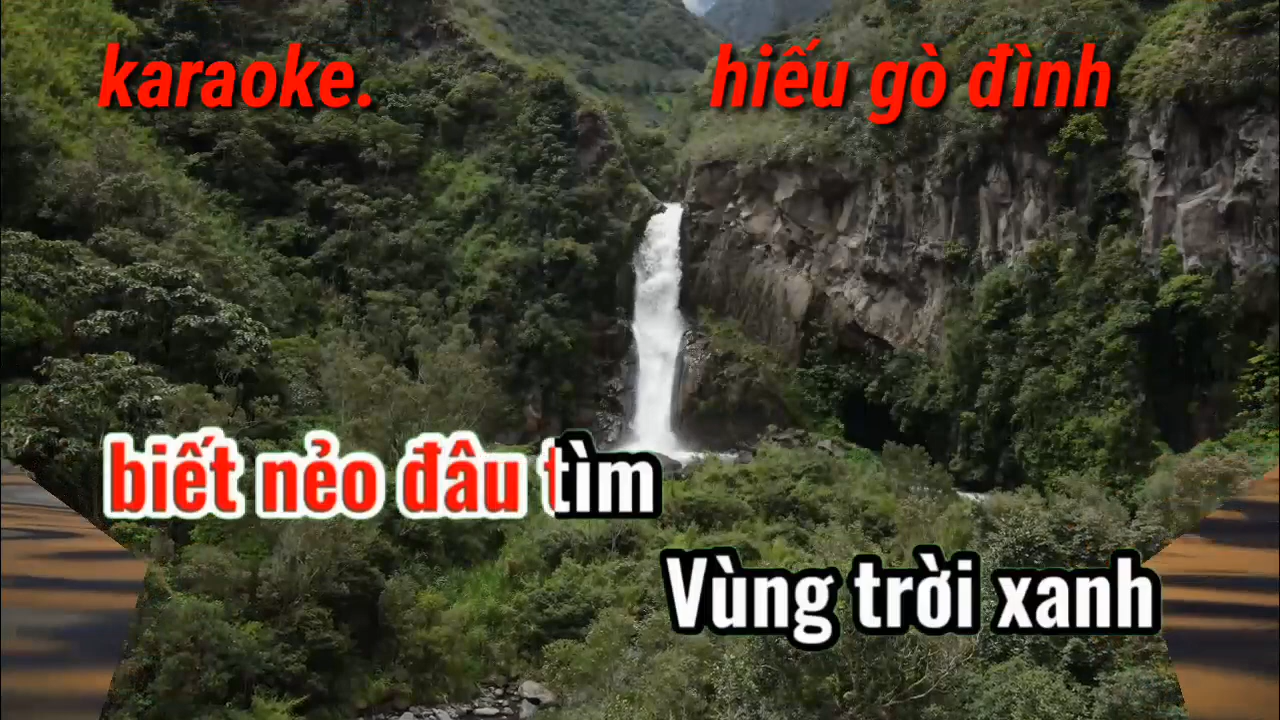 karaoke. hiếu gò đình
biết nẻo đâu tìm
Vùng trời xanh